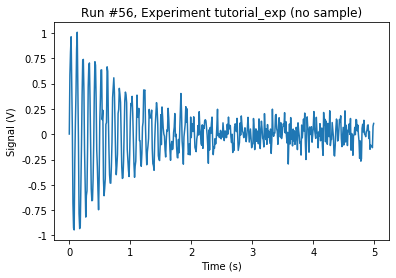 Run #56, Experiment tutorial_exp (no sample)
1
0.75
0.5
0.25
0
-0.25
-0.5
-0.75
-1
Signal (V)
0 1 2 3 4 5
Time (s)